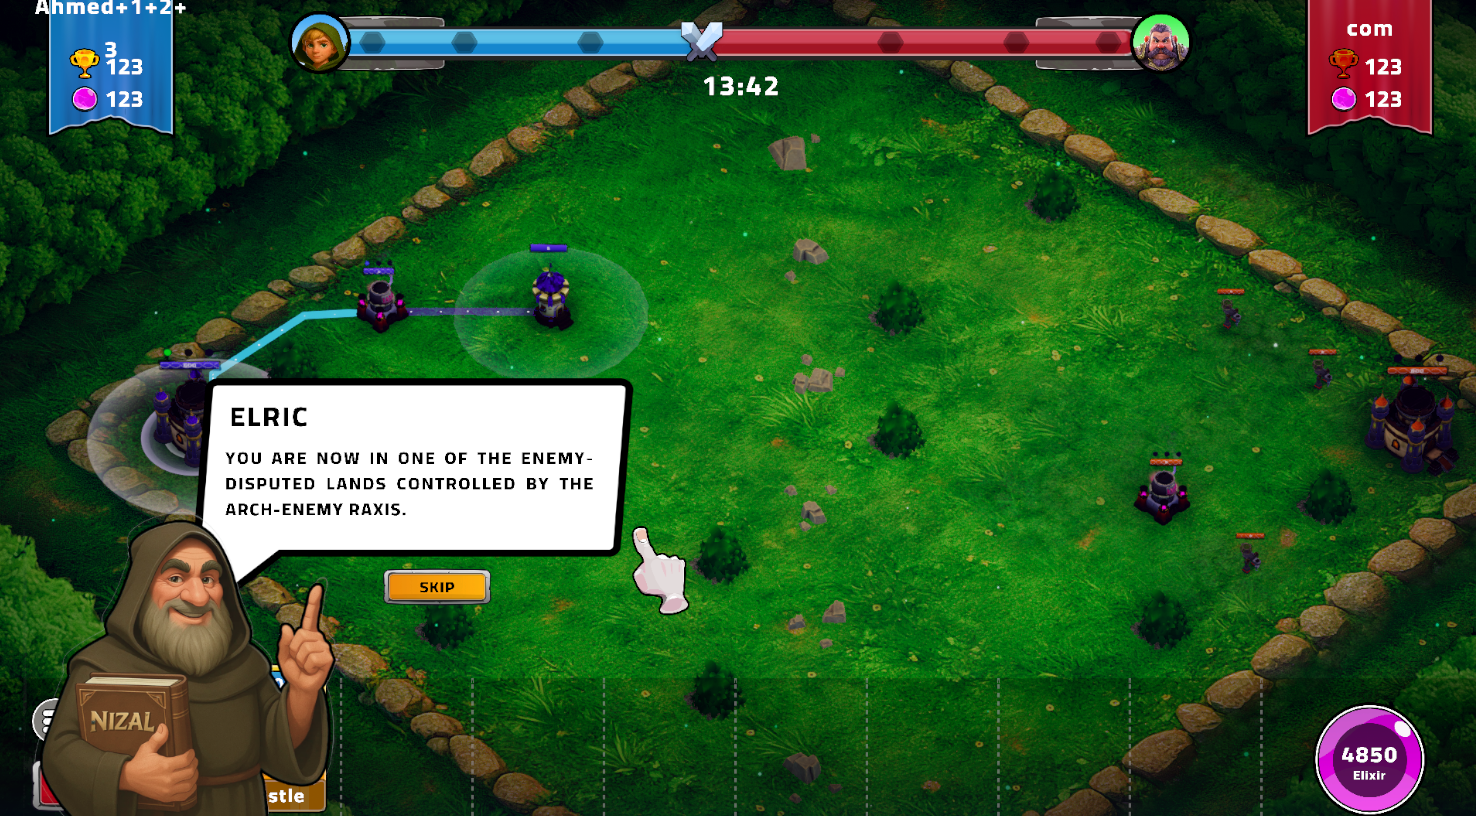 Ahmed+1+2+
3
123
123
13:42
com
123
123
ELRIC
YOU ARE NOW IN ONE OF THE ENEMY-
DISPUTED LANDS CONTROLLED BY THE
ARCH-ENEMY RAXIS.
SKIP
NIZAL
stle
4850
Elixir